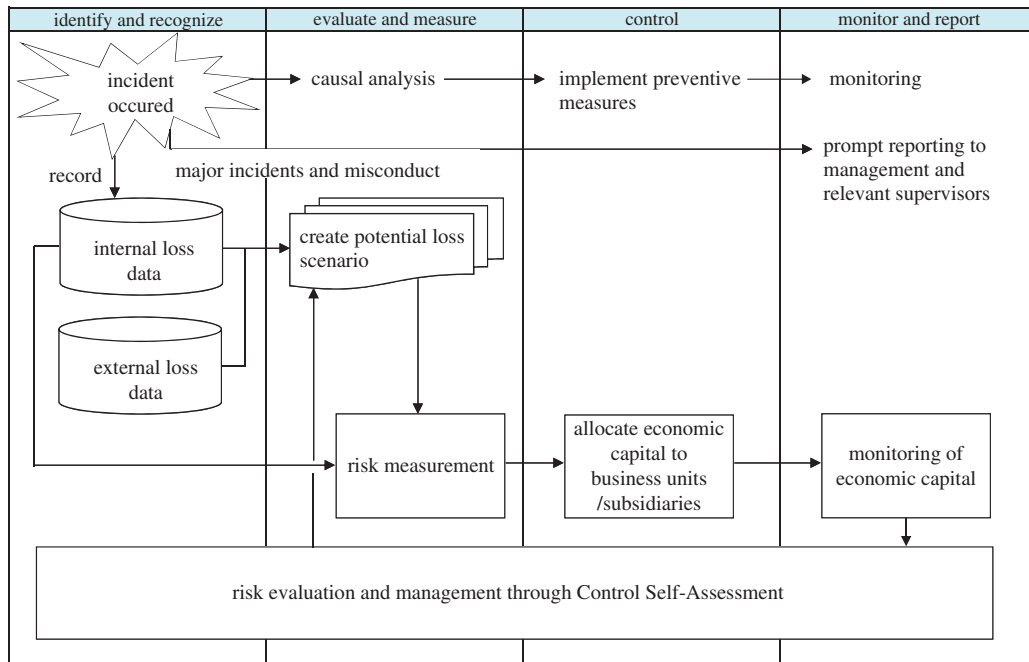 identify and recognize
evaluate and measure
control
monitor and report
incident
occured
causal analysis
implement preventive
measures
monitoring
record
major incidents and misconduct
prompt reporting to
management and
relevant supervisors
internal loss
data
create potential loss
scenario
external loss
data
risk measurement
allocate economic
capital to
business units
/subsidiaries
monitoring of
economic capital
risk evaluation and management through Control Self-Assessment